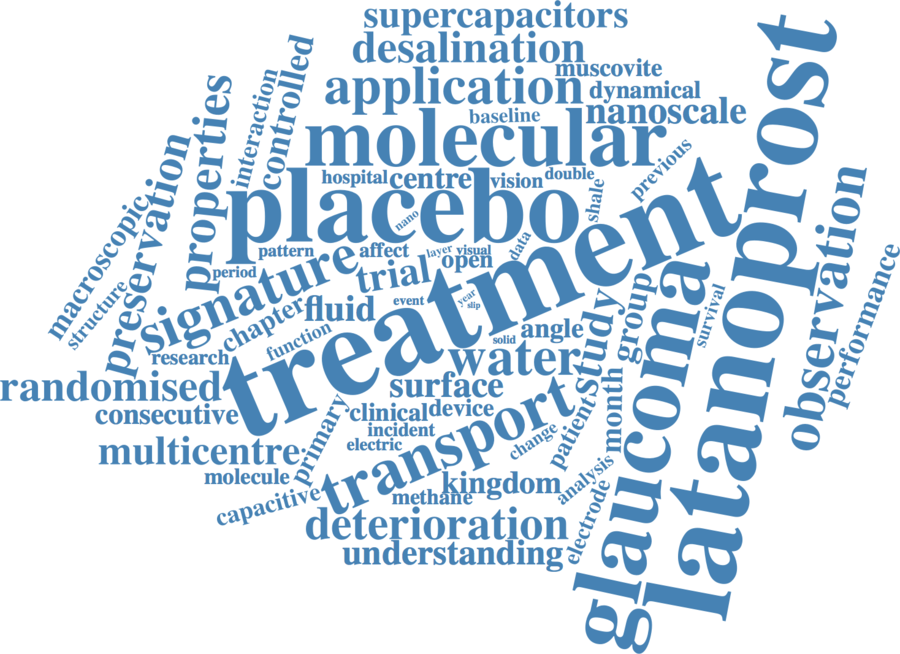 supercapacitors
desalination
muscovite
application
dynamical
nanoscale
baseline
molecular
controlled
interaction
properties
previous
hospital
centre
vision
double
placebo
shale
nano
latanoprost
treatment
preservation
macroscopic
structure
pattern
affect
layer
visual
open
data
period
signature
trial
observation
performance
chapter
fluid
event
year
slip
function
research
solid
angle
water
study
group
month
glaucoma
survival
randomised
surface
consecutive
clinical
device
incident
electric
primary
transport
patient
change
multicentre
molecule
capacitive
methane
kingdom
analysis
electrode
deterioration
understanding